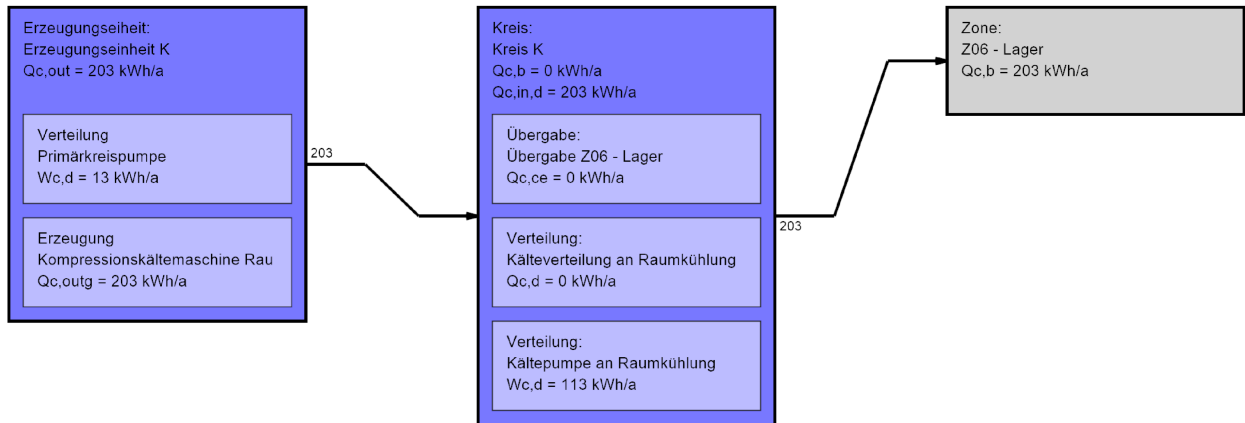 Erzeugungseiheit:
Erzeugungseinheit K
Qc,out = 203 kWh/a
Verteilung
Primärkreispumpe
Wc,d = 13 kWh/a
Erzeugung
Kompressionskältemaschine Rau
Qc,outg = 203 kWh/a
203
Kreis:
Kreis K
Qc,b = 0 kWh/a
Qc,in,d = 203 kWh/a
Übergabe:
Übergabe Z06 - Lager
Qc,ce = 0 kWh/a
Verteilung:
Kälteverteilung an Raumkühlung
Qc,d = 0 kWh/a
Verteilung:
Kältepumpe an Raumkühlung
Wc,d = 113 kWh/a
203
Zone:
Z06 - Lager
Qc,b = 203 kWh/a